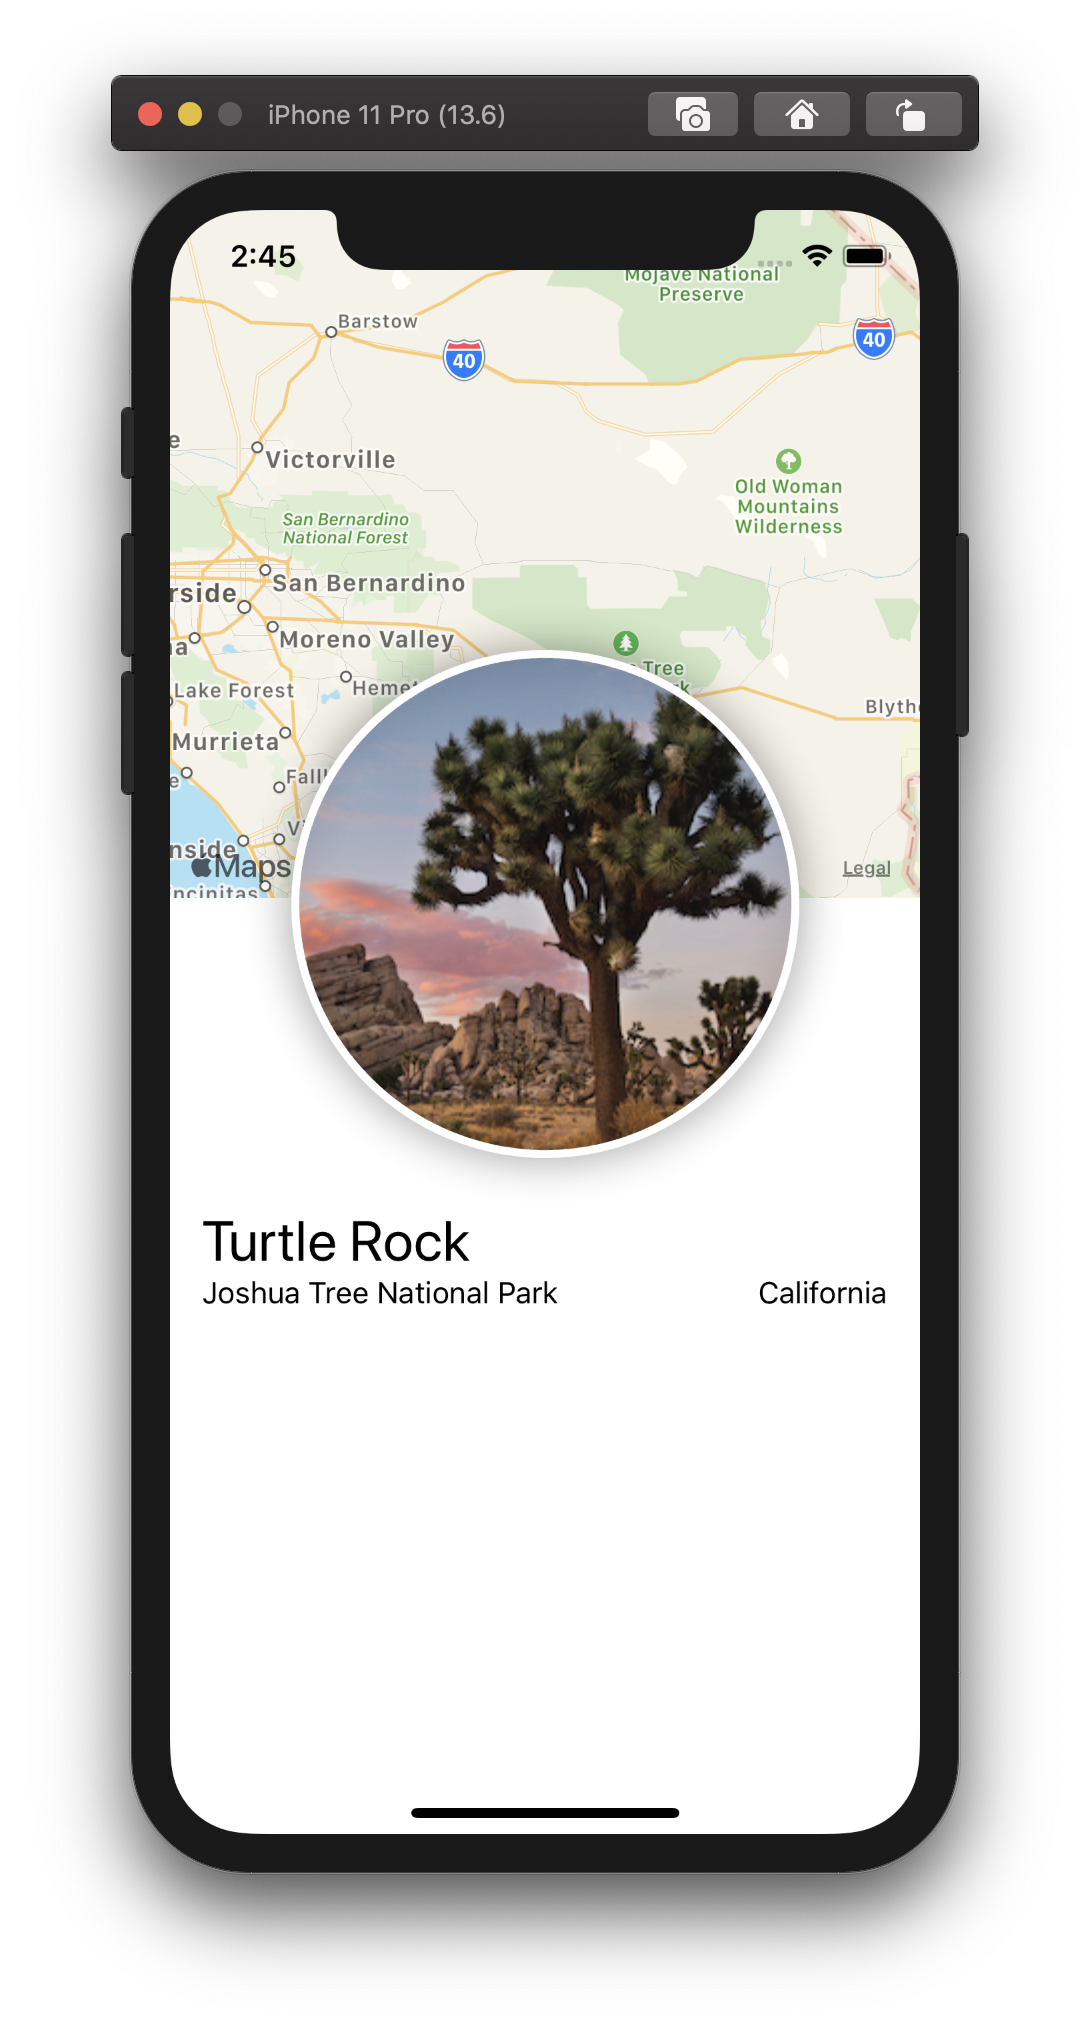 iPhone 11 Pro (13.6)
2:45
Mojave National
Preserve
Barstow
40
40
Victorville
Old Woman
Mountains
Wilderness
San Bernardino
National Forest
San Bernardino
rside
Moreno Valley
Tree
Lake Forest
Heme
Blythe
Murrieta
Fall
nside
Maps
Legal
ncinitas
Turtle Rock
Joshua Tree National Park
California